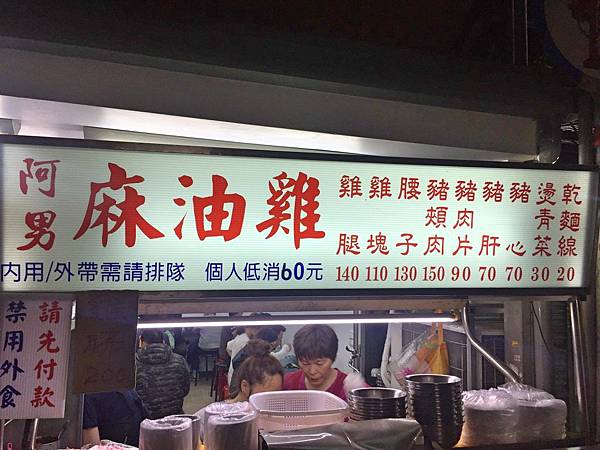 阿男
麻油雞
內用/外帶需排隊 個人低消60元
雞腿 140
雞塊 110
腰子 130
豬頰肉 150
豬肉片 90
豬肝 70
豬心 70
燙青菜 30
乾麵線 20
請先付款
禁用外食